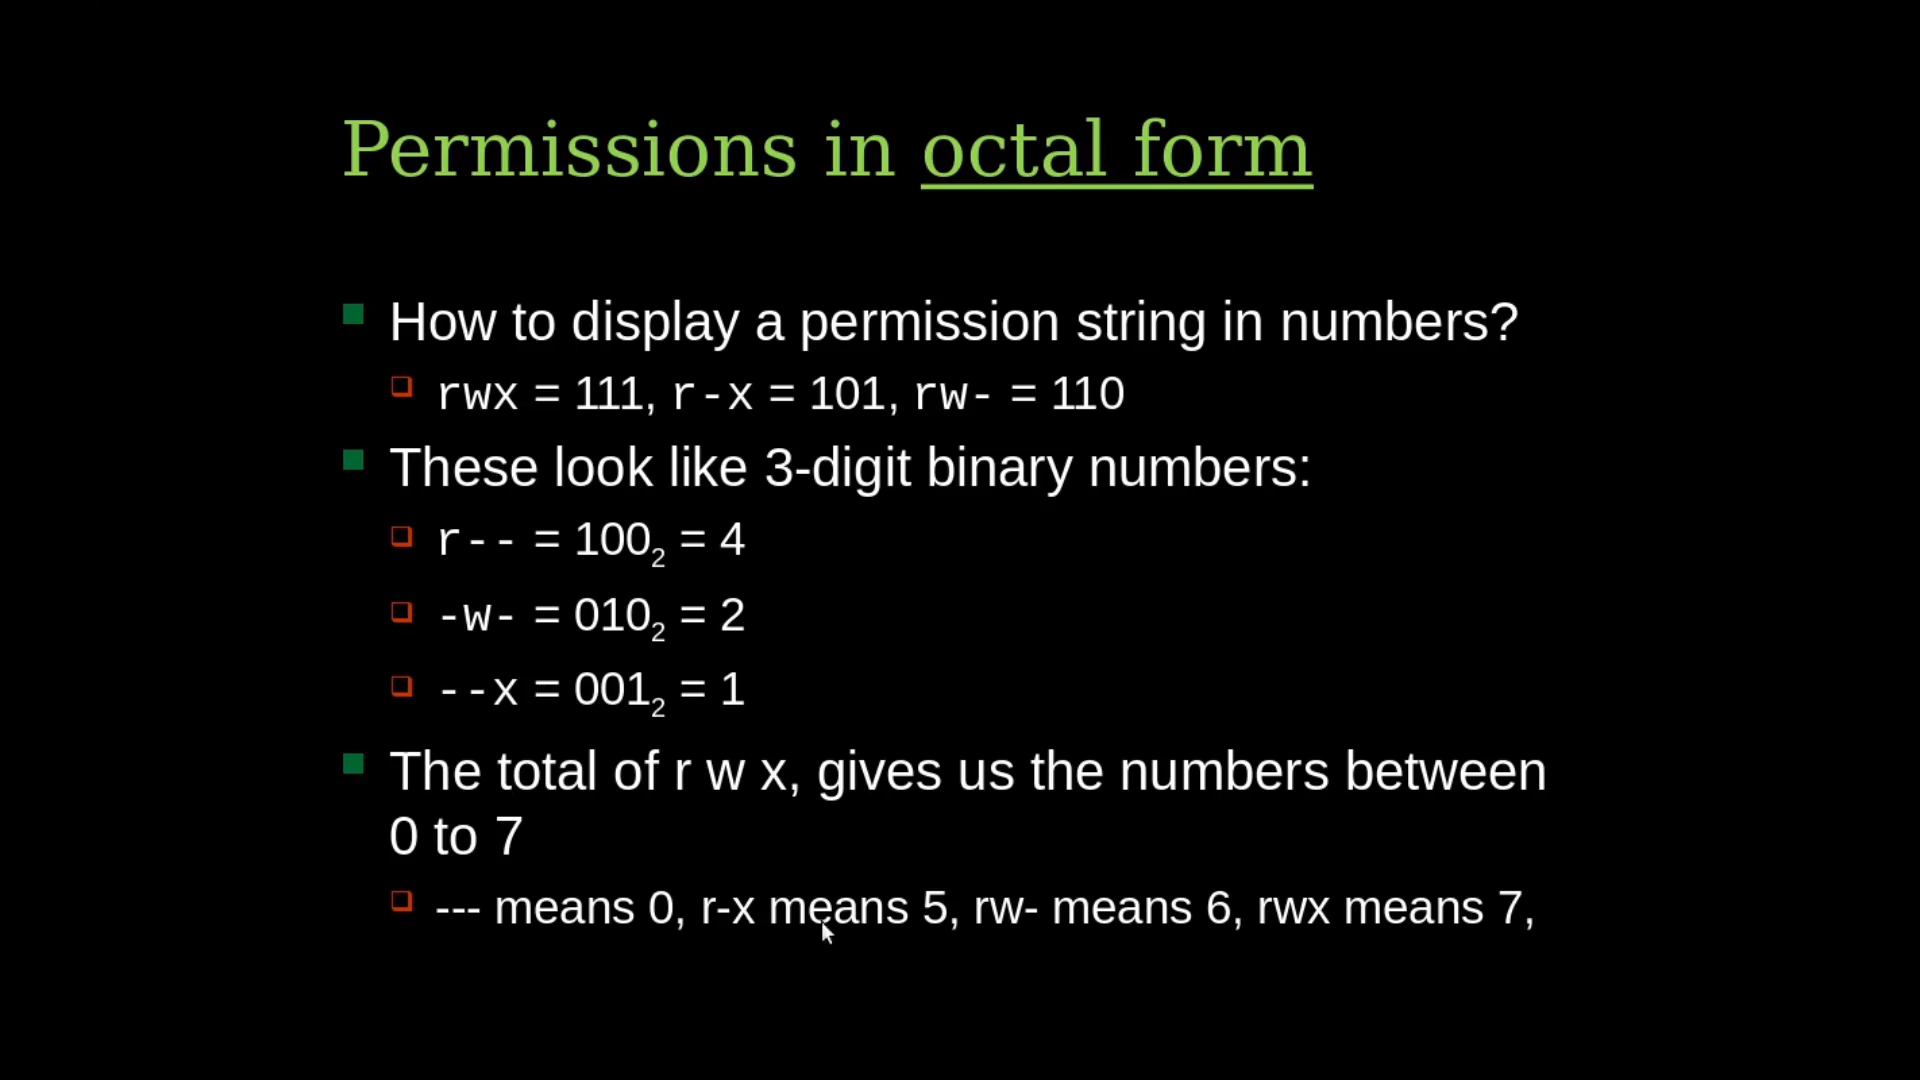 Permissions in octal form
How to display a permission string in numbers?
rwx = 111, r-x = 101, rw- = 110
These look like 3-digit binary numbers:
r-- = 100₂ = 4
-w- = 010₂ = 2
--x = 001₂ = 1
The total of r w x, gives us the numbers between
0 to 7
--- means 0, r-x means 5, rw- means 6, rwx means 7,